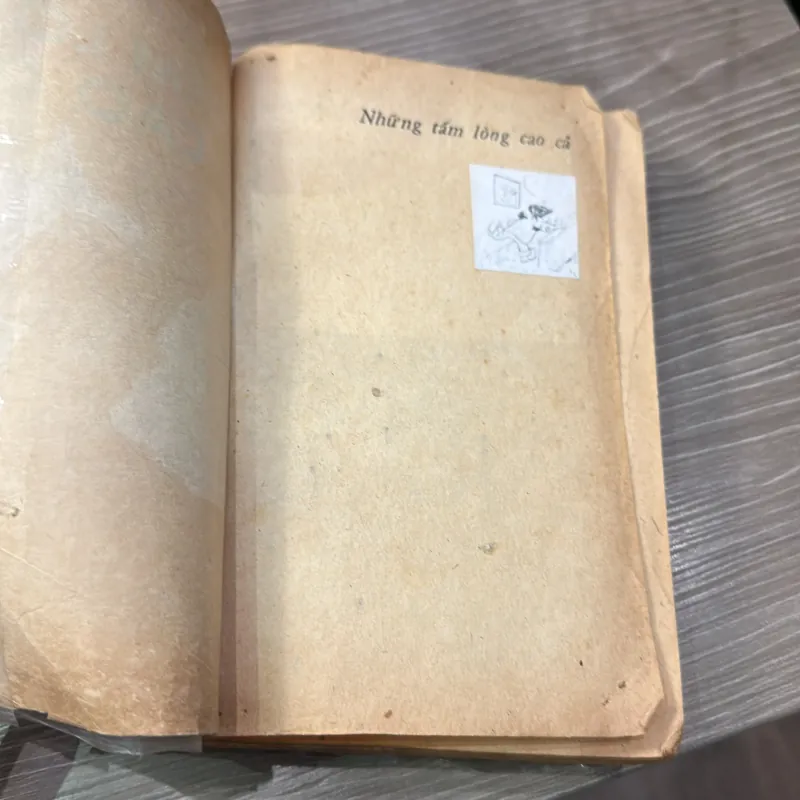 Những tấm lòng cao cả